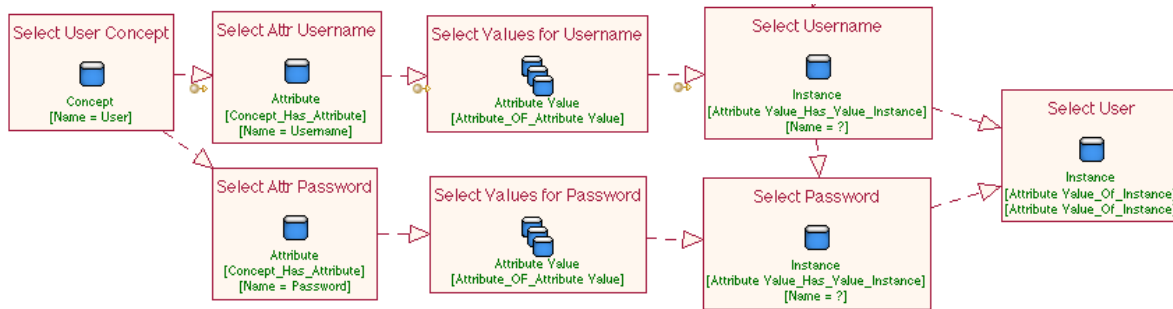 Select User Concept
Concept
[Name = User]
Select Attr Username
Attribute
[Concept_Has_Attribute]
[Name = Username]
Select Values for Username
Attribute Value
[Attribute_OF_Attribute Value]
Select Username
Instance
[Attribute Value_Has_Value_Instance]
[Name = ?]
Select User
Instance
[Attribute Value_Of_Instance]
[Attribute Value_Of_Instance]
Select Attr Password
Attribute
[Concept_Has_Attribute]
[Name = Password]
Select Values for Password
Attribute Value
[Attribute_OF_Attribute Value]
Select Password
Instance
[Attribute Value_Has_Value_Instance]
[Name = ?]